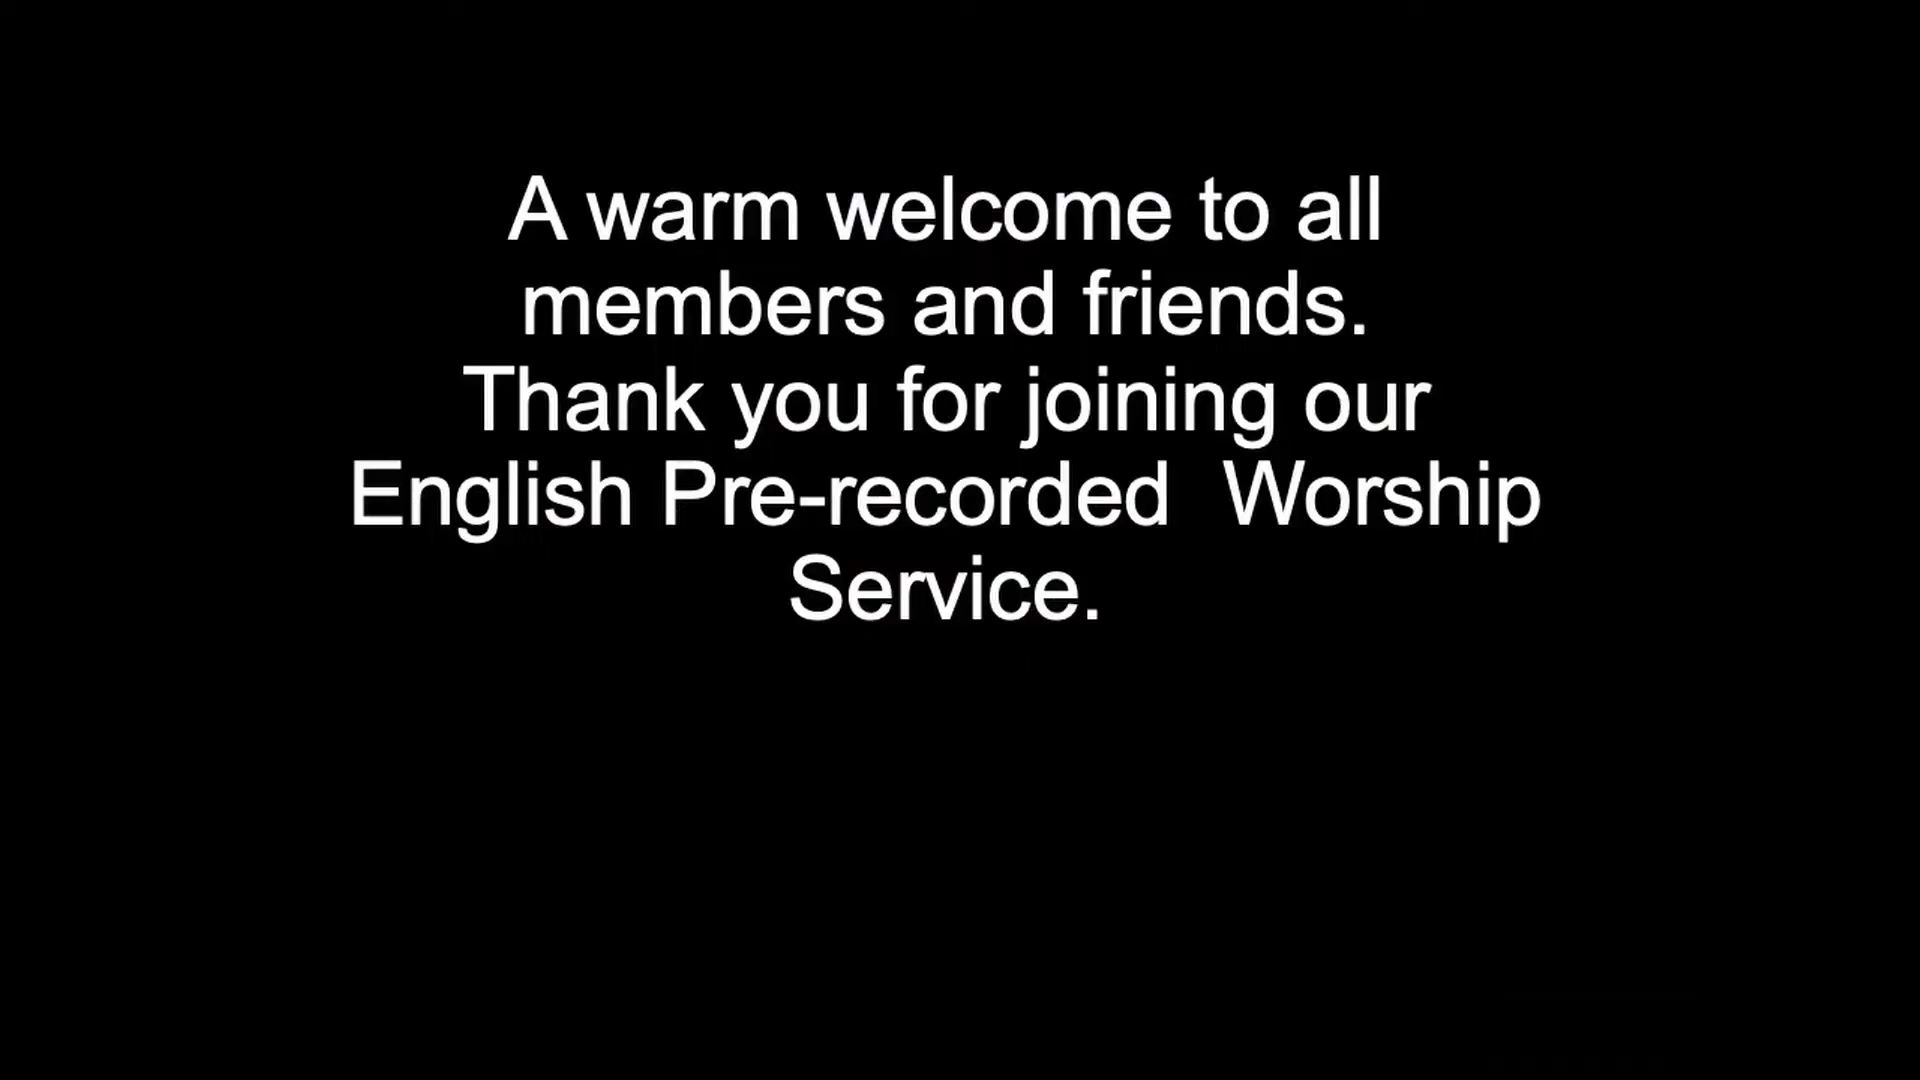 A warm welcome to all
members and friends.
Thank you for joining our
English Pre-recorded  Worship
Service.